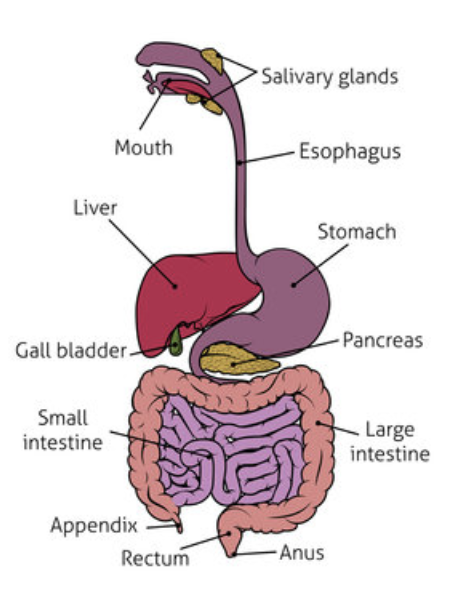 Salivary glands
Mouth
Esophagus
Liver
Stomach
Gall bladder
Pancreas
Small
intestine
Large
intestine
Appendix
Rectum
Anus